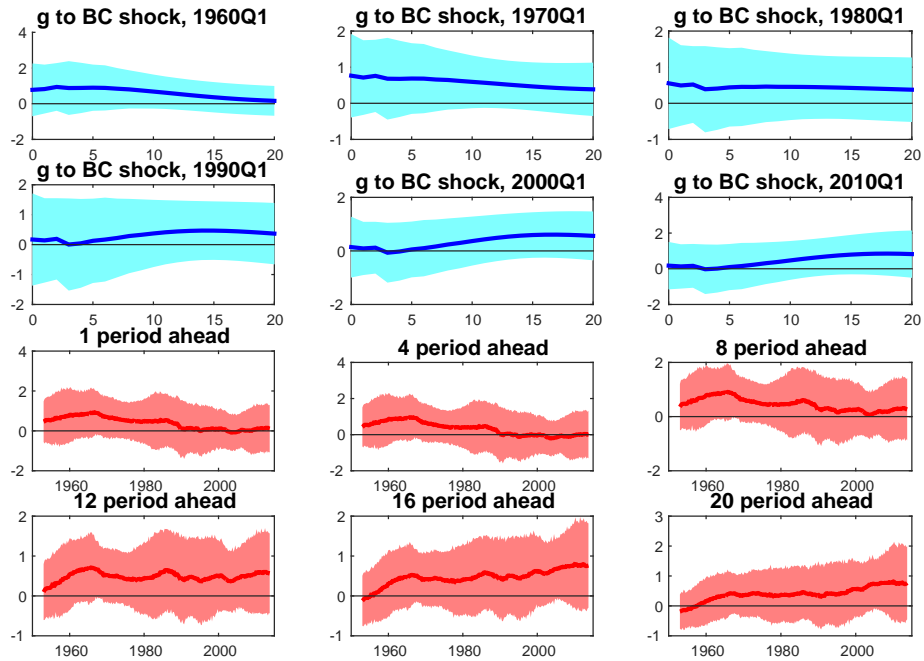 g to BC shock, 1960Q1
g to BC shock, 1970Q1
g to BC shock, 1980Q1
4
2
0
-2
0 5 10 15 20
2
1
0
-1
0 5 10 15 20
2
1
0
-1
0 5 10 15 20
g to BC shock, 1990Q1
g to BC shock, 2000Q1
g to BC shock, 2010Q1
2
1
0
-1
-2
0 5 10 15 20
2
0
-2
0 5 10 15 20
4
2
0
-2
0 5 10 15 20
1 period ahead
4 period ahead
8 period ahead
4
2
0
-2
1960 1980 2000
4
2
0
-2
1960 1980 2000
2
0
-2
1960 1980 2000
12 period ahead
16 period ahead
20 period ahead
2
1
0
-1
1960 1980 2000
2
1
0
-1
1960 1980 2000
3
2
1
0
-1
1960 1980 2000